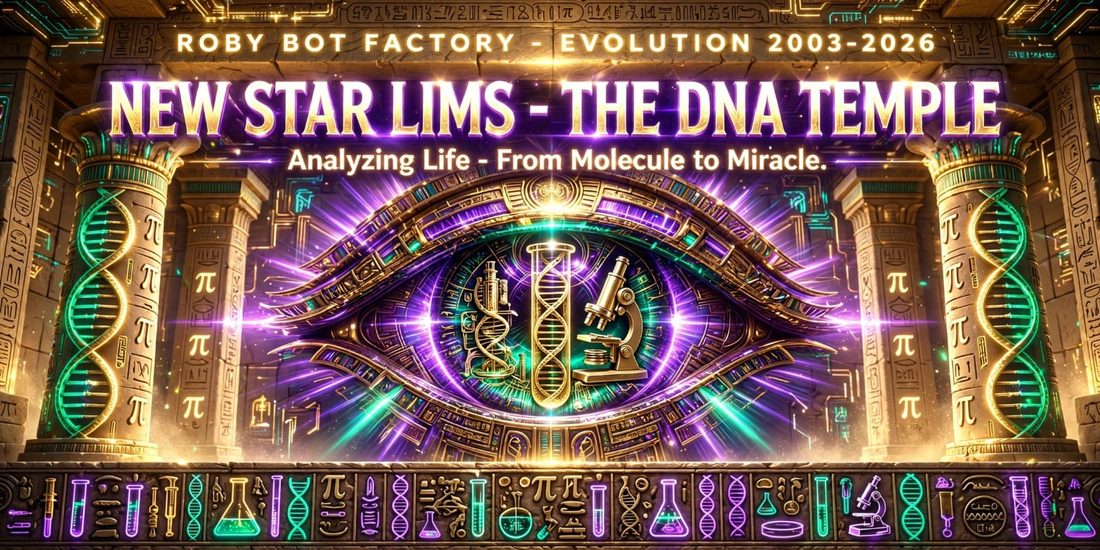 ROBY BOT FACTORY - EVOLUTION 2003-2026
NEW STAR LIMS - THE DNA TEMPLE
Analyzing Life - From Molecule to Miracle.